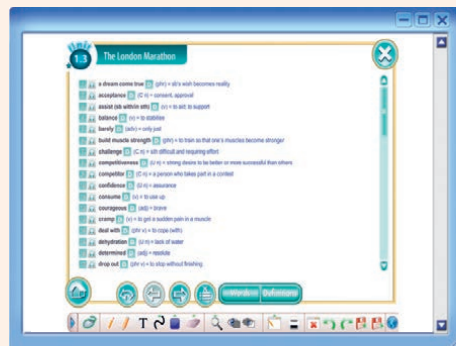 Unit
1.3
The London Marathon
a dream come true (phr) = sb's wish becomes reality
acceptance (C n) = consent, approval
assist (sb with/in sth) (v) = to aid; to support
balance (v) = to stabilise
barely (adv) = only just
build muscle strength (phr) = to train so that one's muscles become stronger
challenge (C n) = sth difficult and requiring effort
competitiveness (U n) = strong desire to be better or more successful than others
competitor (C n) = a person who takes part in a contest
confidence (U n) = assurance
consume (v) = to use up
courageous (adj) = brave
cramp (v) = to get a sudden pain in a muscle
deal with (phr v) = to cope (with)
dehydration (U n) = lack of water
determined (adj) = resolute
drop out (phr v) = to stop without finishing
Words Definitions
T